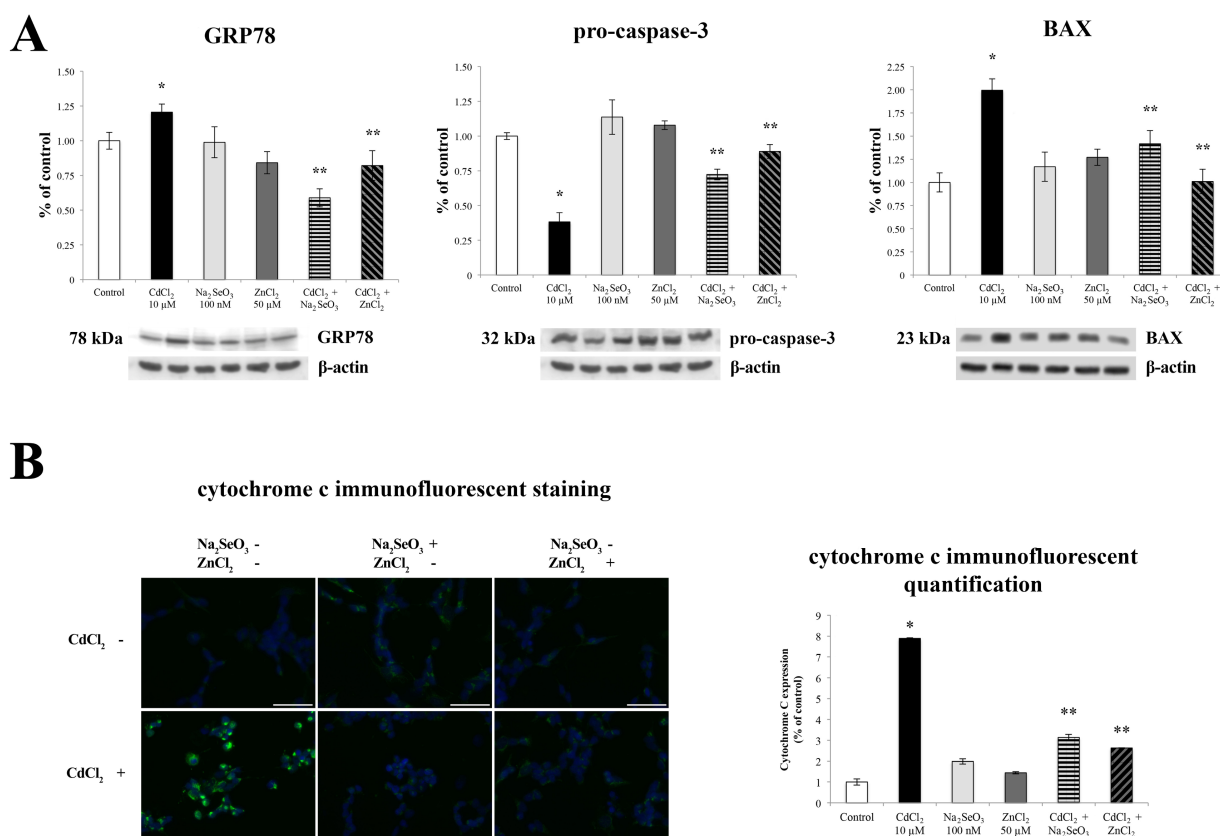 A
GRP78
% of control
1.50
1.25
1.00
0.75
0.50
0.25
0
*
**
**
Control
CdCl₂
10 µM
Na₂SeO₃
100 nM
ZnCl₂
50 µM
CdCl₂ +
Na₂SeO₃
CdCl₂ +
ZnCl₂
78 kDa
GRP78
β-actin
pro-caspase-3
% of control
1.50
1.25
1.00
0.75
0.50
0.25
0
*
**
**
Control
CdCl₂
10 µM
Na₂SeO₃
100 nM
ZnCl₂
50 µM
CdCl₂ +
Na₂SeO₃
CdCl₂ +
ZnCl₂
32 kDa
pro-caspase-3
β-actin
BAX
% of control
2.25
2.00
1.75
1.50
1.25
1.00
0.75
0.50
0.25
0
*
**
**
Control
CdCl₂
10 µM
Na₂SeO₃
100 nM
ZnCl₂
50 µM
CdCl₂ +
Na₂SeO₃
CdCl₂ +
ZnCl₂
23 kDa
BAX
β-actin
B
cytochrome c immunofluorescent staining
Na₂SeO₃ -
ZnCl₂ -
Na₂SeO₃ +
ZnCl₂ -
Na₂SeO₃ -
ZnCl₂ +
CdCl₂ -
CdCl₂ +
cytochrome c immunofluorescent
quantification
Cytochrome C expression
(% of control)
9
8
7
6
5
4
3
2
1
0
*
**
**
Control
CdCl₂
10 µM
Na₂SeO₃
100 nM
ZnCl₂
50 µM
CdCl₂ +
Na₂SeO₃
CdCl₂ +
ZnCl₂